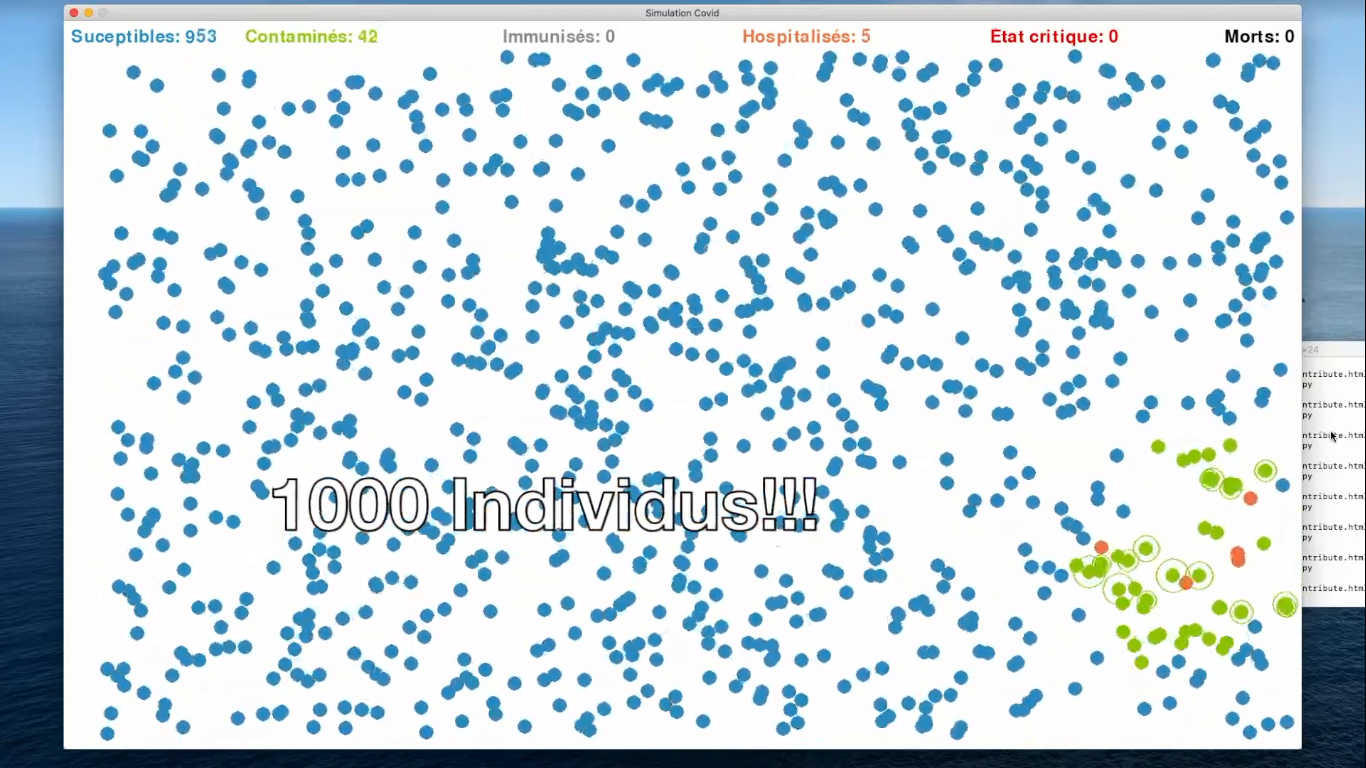 Simulation Covid
Suceptibles: 953 Contaminés: 42 Immunisés: 0 Hospitalisés: 5 Etat critique: 0 Morts: 0
1000 Individus!!!
×24
ntribute.htm
py
ntribute.htm
py
ntribute.htm
py
ntribute.htm
py
ntribute.htm
py
ntribute.htm
py
ntribute.htm
py
ntribute.htm